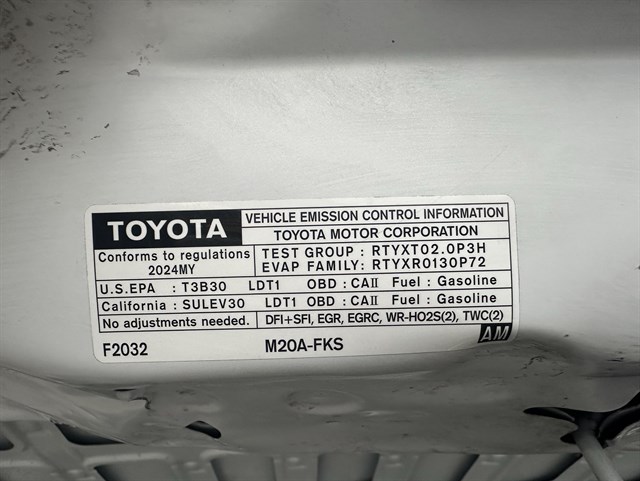 TOYOTA
VEHICLE EMISSION CONTROL INFORMATION
TOYOTA MOTOR CORPORATION
Conforms to regulations
2024MY
TEST GROUP : RTYXT02.0P3H
EVAP FAMILY: RTYXR0130P72
U.S.EPA : T3B30 LDT1 OBD : CAII Fuel : Gasoline
California : SULEV30 LDT1 OBD : CAII Fuel : Gasoline
No adjustments needed. DFI+SFI, EGR, EGRC, WR-HO2S(2), TWC(2)
F2032 M20A-FKS AM